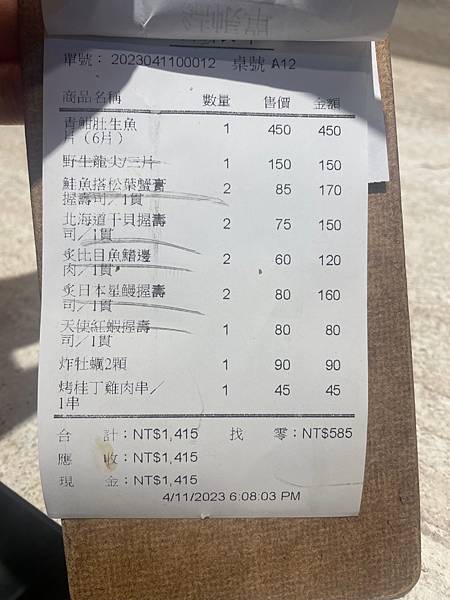 單號： 2023041100012 桌號 A12
商品名稱 數量 售價 金額
青魽肚生魚
片（6片） 1 450 450
野生龍尖/三片 1 150 150
鮭魚搭松葉蟹膏
握壽司／1貫 2 85 170
北海道干貝握壽
司／1貫 2 75 150
炙比目魚鰭邊
肉／1貫 2 60 120
炙日本星鰻握壽
司／1貫 2 80 160
天使紅蝦握壽
司／1貫 1 80 80
炸牡蠣2顆 1 90 90
烤桂丁雞肉串／
1串 1 45 45
合 計：NT$1,415 找 零：NT$585
應 收：NT$1,415
現 金：NT$1,415
4/11/2023 6:08:03 PM